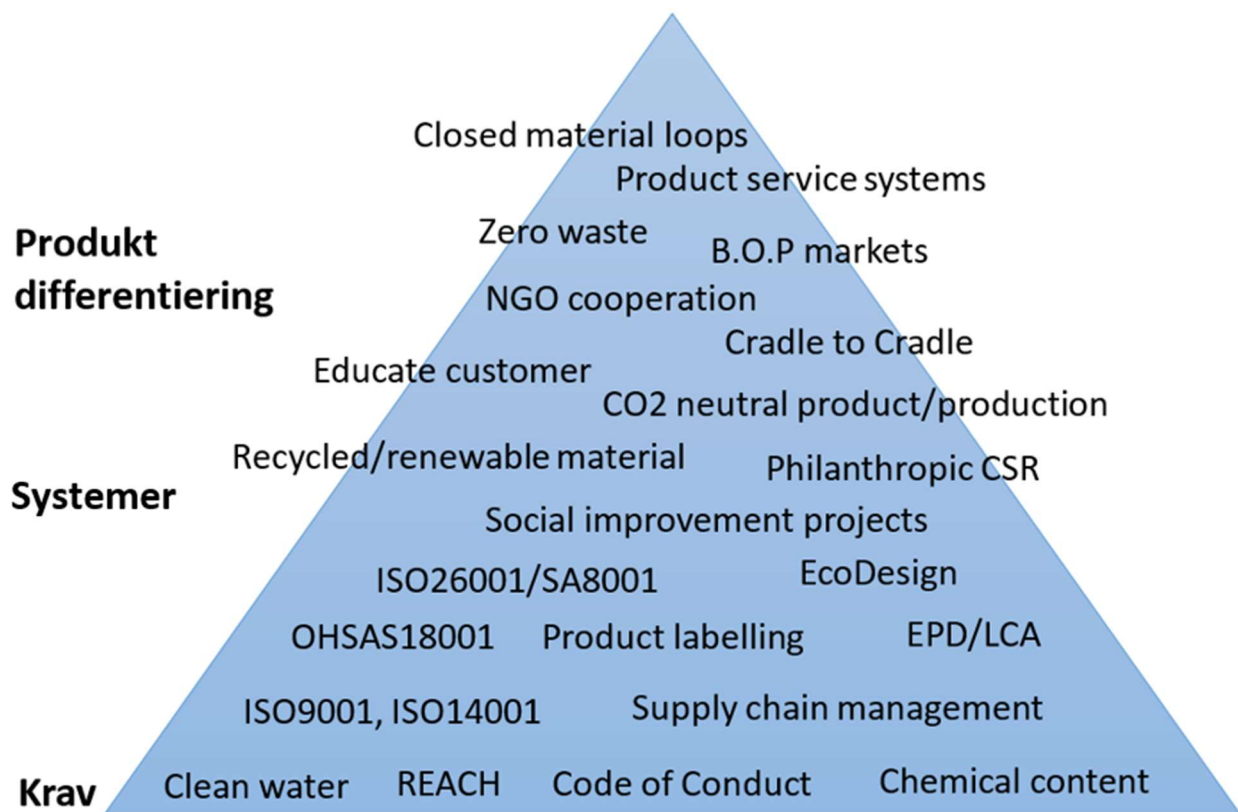 Closed material loops
Product service systems
Zero waste
B.O.P markets
Produkt
differentiering
NGO cooperation
Cradle to Cradle
Educate customer
CO2 neutral product/production
Recycled/renewable material
Philanthropic CSR
Systemer
Social improvement projects
ISO26001/SA8001
EcoDesign
OHSAS18001
Product labelling
EPD/LCA
ISO9001, ISO14001
Supply chain management
Krav
Clean water
REACH
Code of Conduct
Chemical content